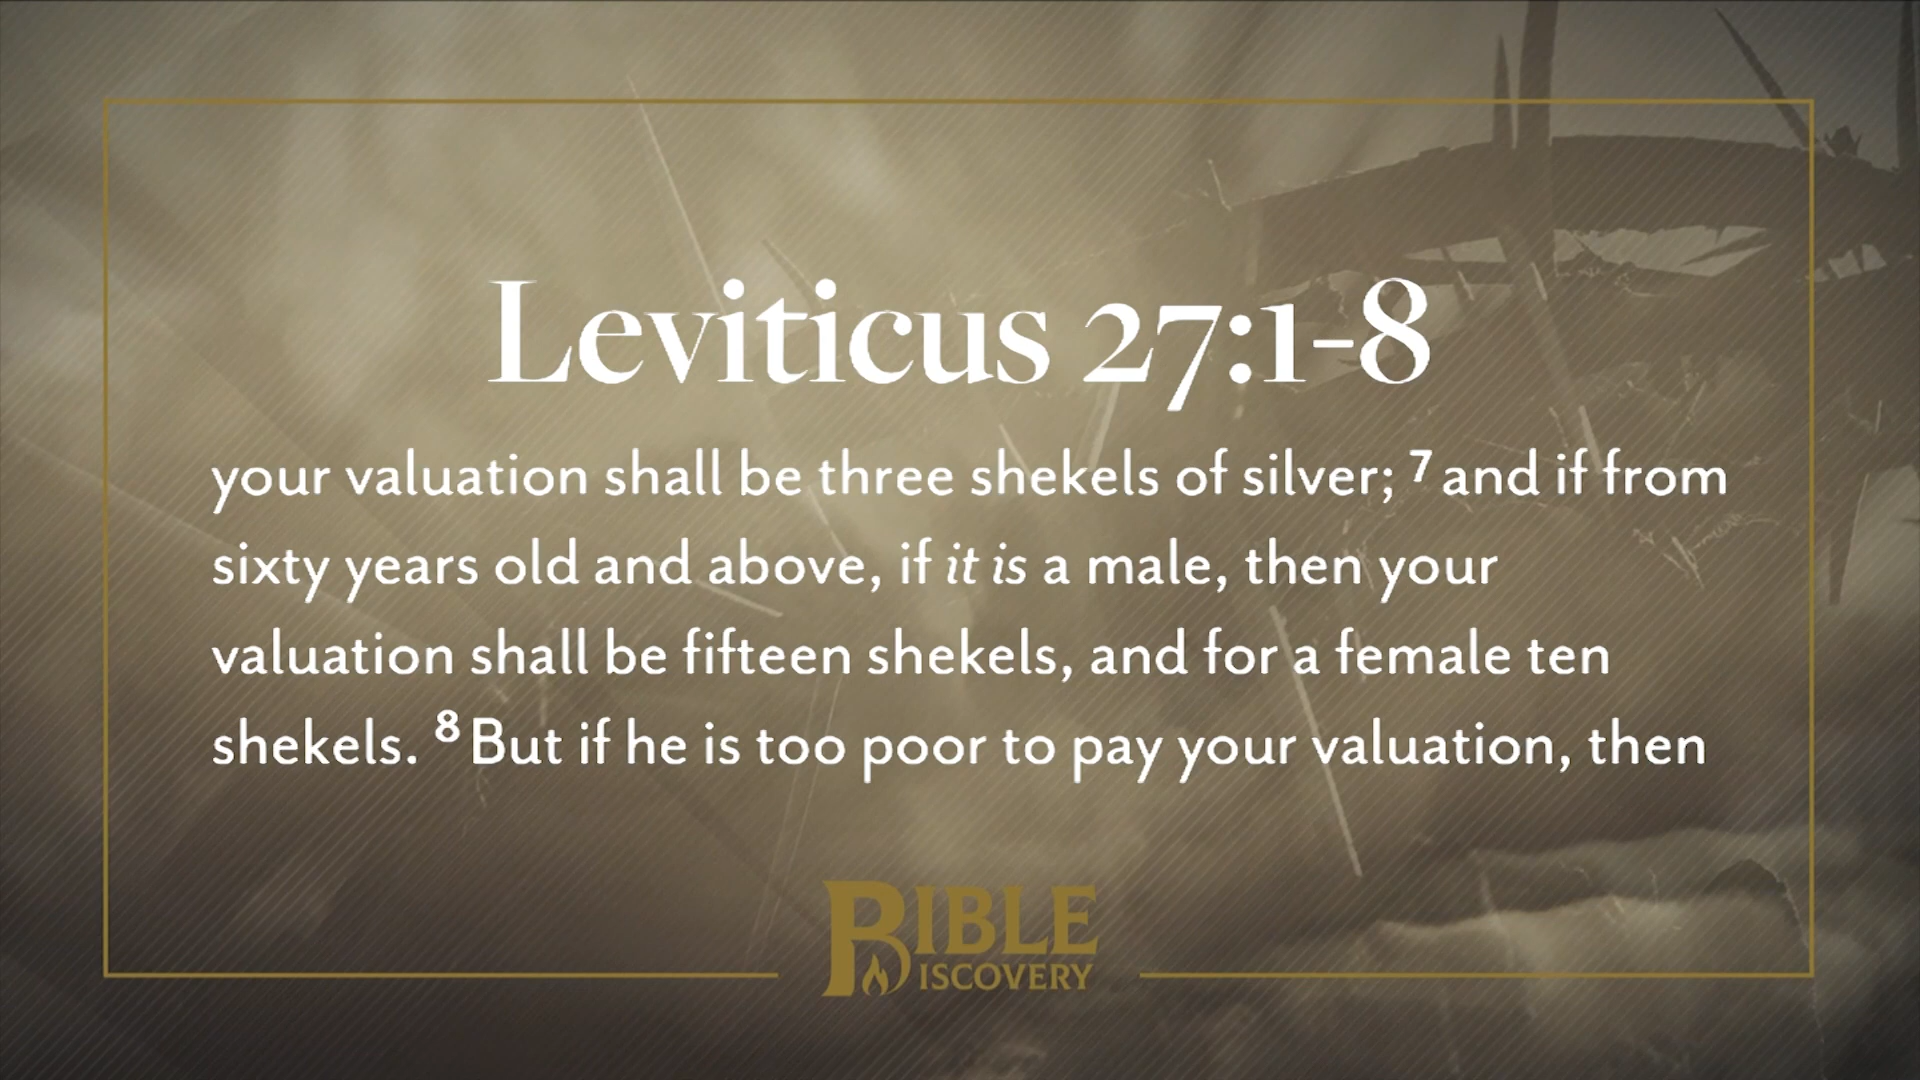 Leviticus 27:1-8
your valuation shall be three shekels of silver; 7 and if from
sixty years old and above, if it is a male, then your
valuation shall be fifteen shekels, and for a female ten
shekels. 8 But if he is too poor to pay your valuation, then
BIBLE
DISCOVERY